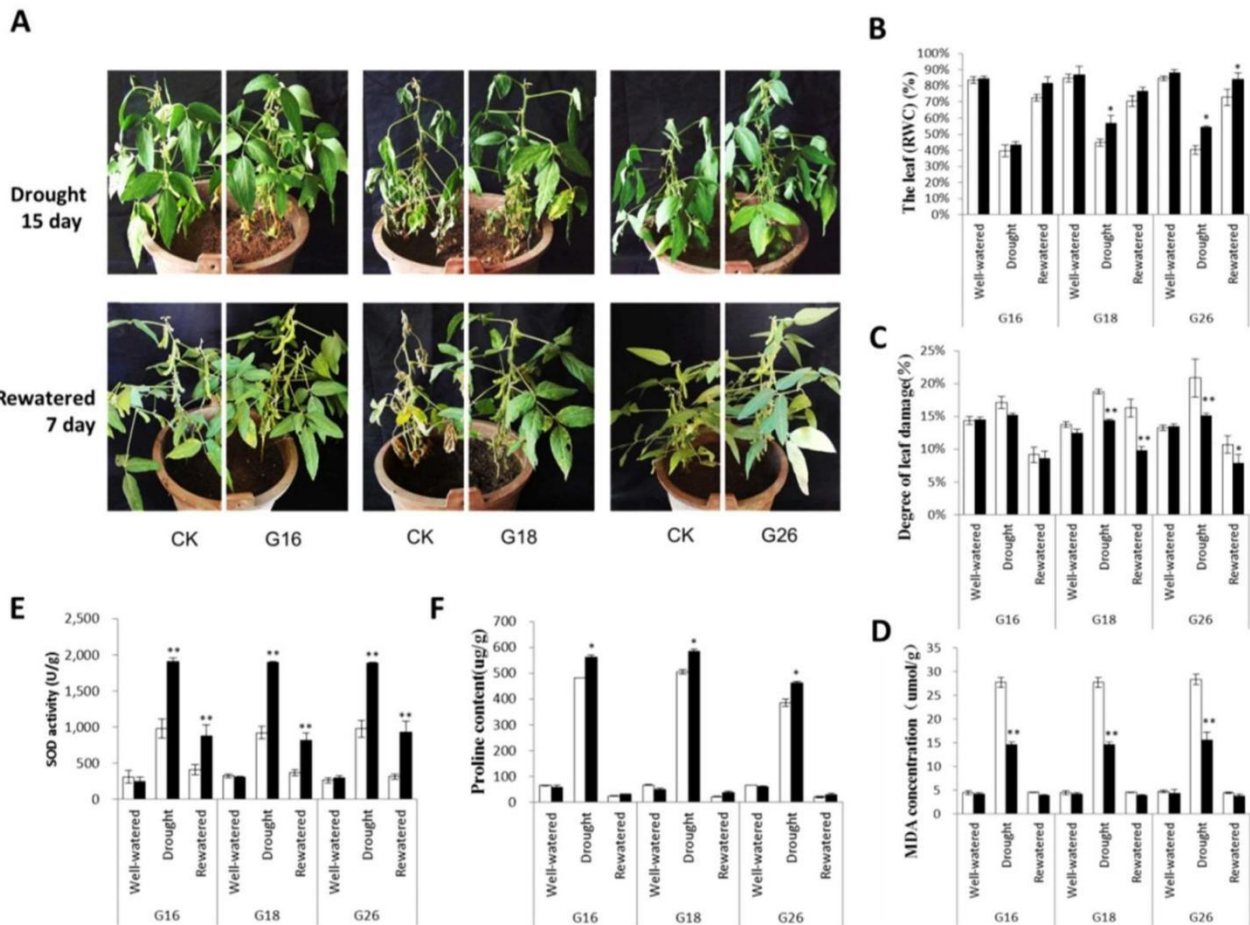 A
Drought
15 day
Rewatered
7 day
CK
G16
CK
G18
CK
G26
B
The leaf (RWC) (%)
100%
90%
80%
70%
60%
50%
40%
30%
20%
10%
0%
*
*
*
Well-watered
Drought
Rewatered
Well-watered
Drought
Rewatered
Well-watered
Drought
Rewatered
G16
G18
G26
C
Degree of leaf damage(%)
25%
20%
15%
10%
5%
0%
**
**
**
*
Well-watered
Drought
Rewatered
Well-watered
Drought
Rewatered
Well-watered
Drought
Rewatered
G16
G18
G26
E
SOD activity (U/g)
2,500
2,000
1,500
1,000
500
0
**
**
**
**
**
**
Well-watered
Drought
Rewatered
Well-watered
Drought
Rewatered
Well-watered
Drought
Rewatered
G16
G18
G26
F
Proline content(ug/g)
700
600
500
400
300
200
100
0
*
*
*
Well-watered
Drought
Rewatered
Well-watered
Drought
Rewatered
Well-watered
Drought
Rewatered
G16
G18
G26
D
MDA concentration（umol/g）
35
30
25
20
15
10
5
0
**
**
**
Well-watered
Drought
Rewatered
Well-watered
Drought
Rewatered
Well-watered
Drought
Rewatered
G16
G18
G26